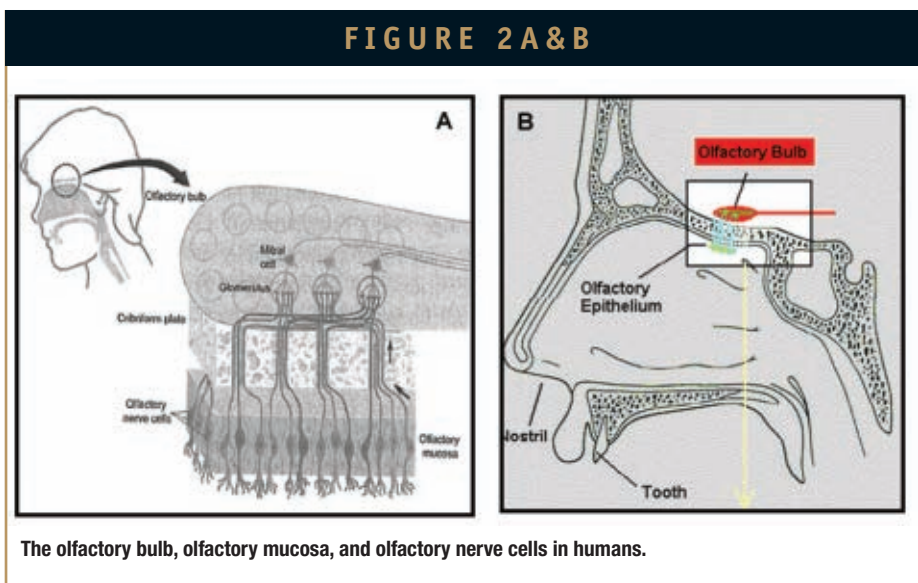 FIGURE 2A&B
A
Olfactory bulb
Mitral
cell
Glomerulus
Cribriform plate
Olfactory
nerve cells
Olfactory
mucosa
B
Olfactory Bulb
Olfactory
Epithelium
Nostril
Tooth
The olfactory bulb, olfactory mucosa, and olfactory nerve cells in humans.